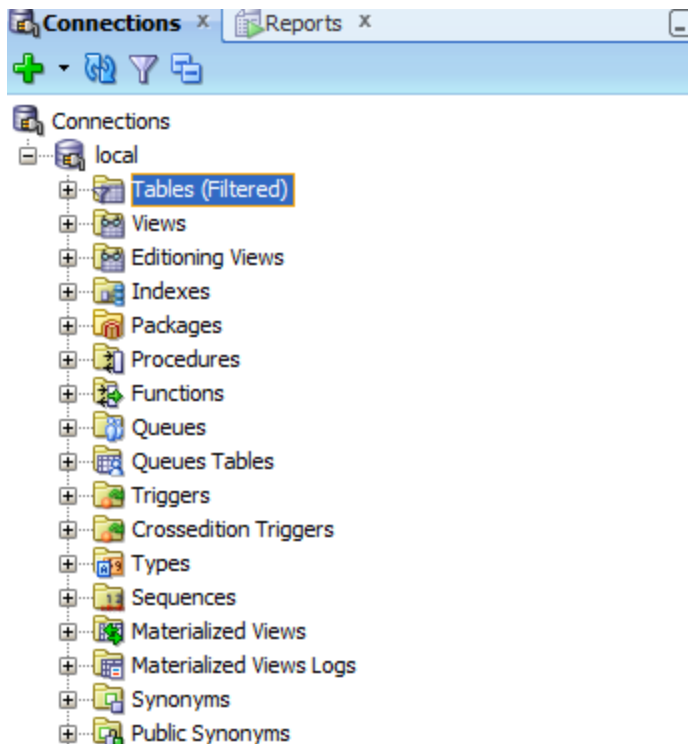 Connections x Reports x
Connections
local
Tables (Filtered)
Views
Editioning Views
Indexes
Packages
Procedures
Functions
Queues
Queues Tables
Triggers
Crossedition Triggers
Types
Sequences
Materialized Views
Materialized Views Logs
Synonyms
Public Synonyms